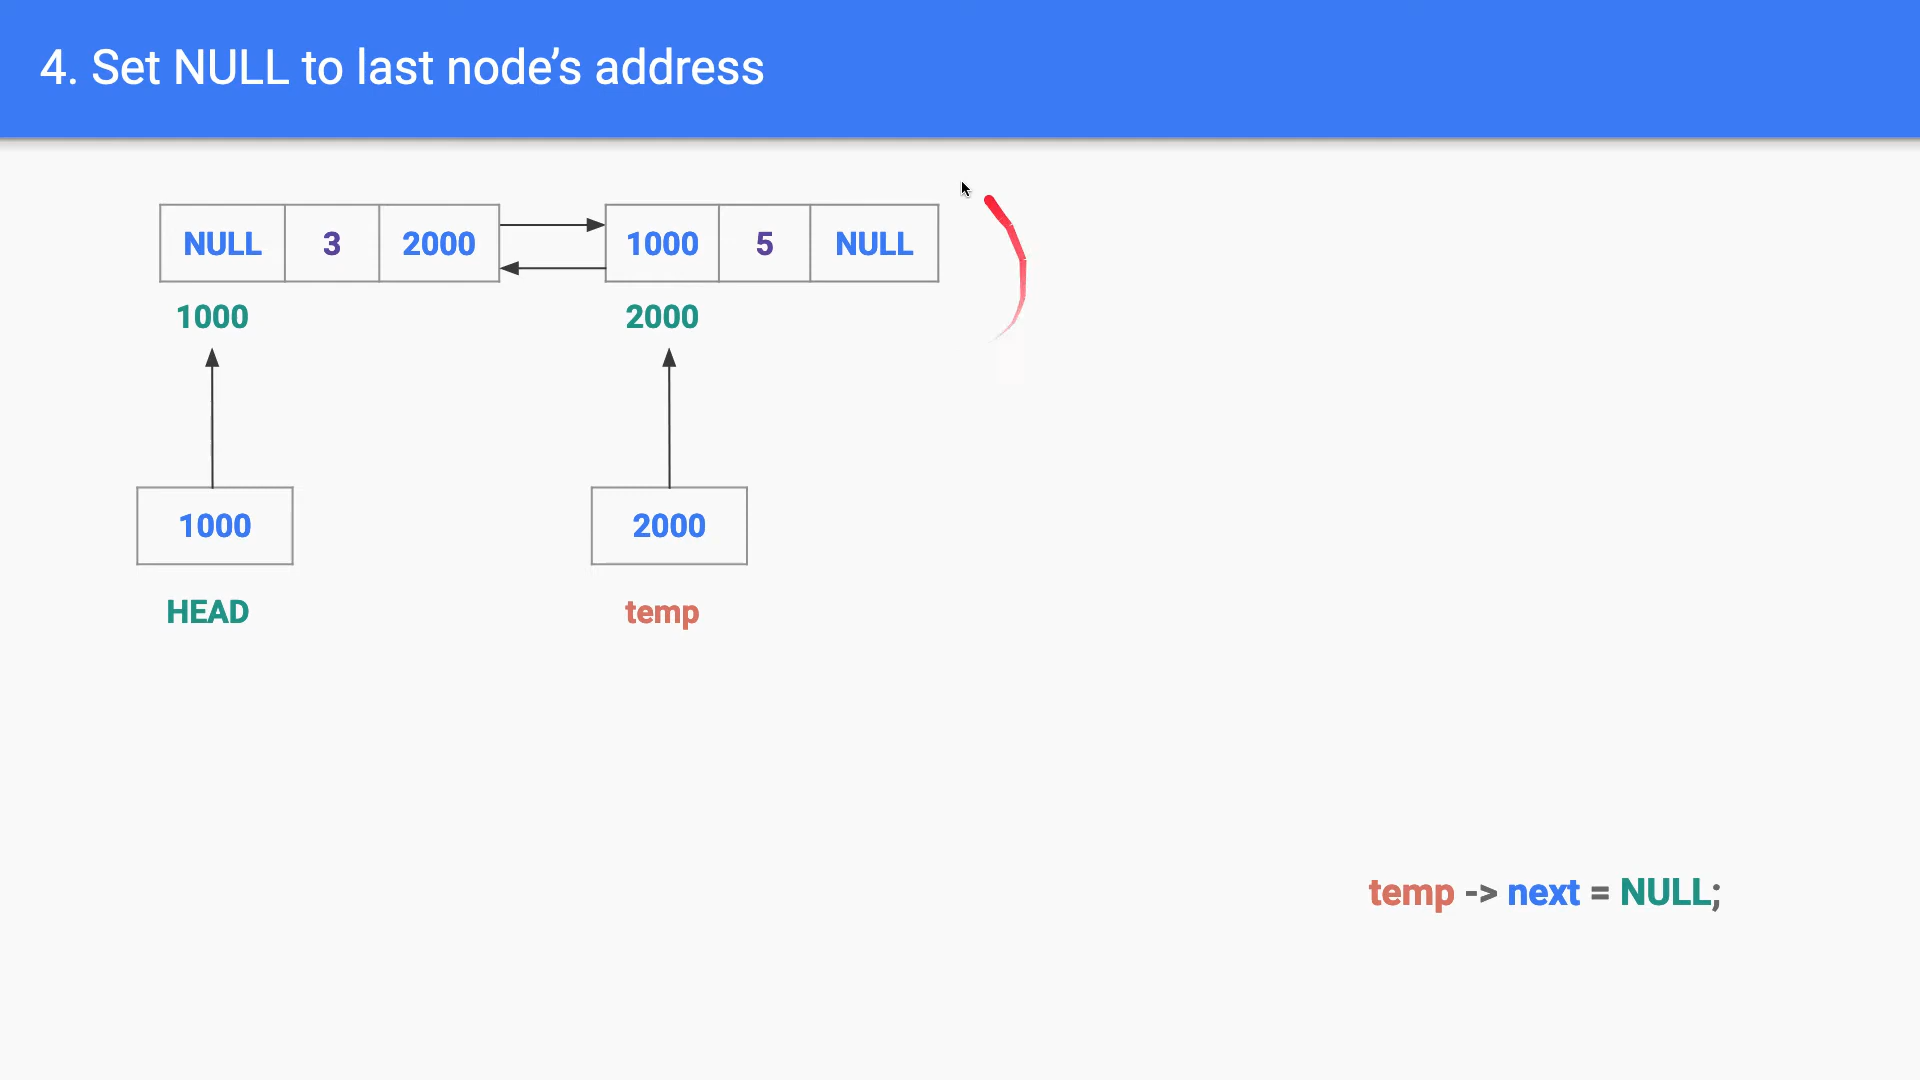 4. Set NULL to last node’s address
NULL 3 2000 1000 5 NULL
1000 2000
1000 2000
HEAD temp
temp -> next = NULL;